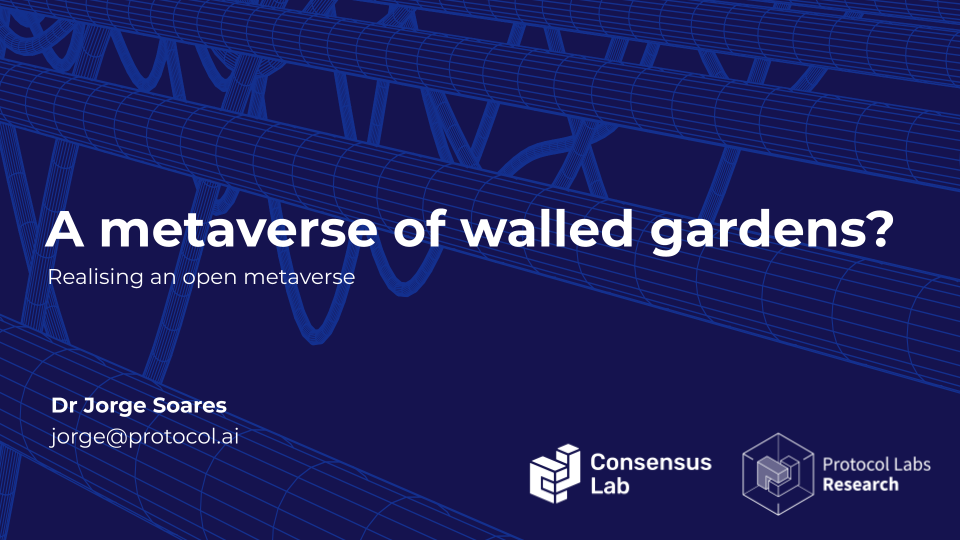 A metaverse of walled gardens?
Realising an open metaverse
Dr Jorge Soares
jorge@protocol.ai
Consensus
Lab
Protocol Labs
Research